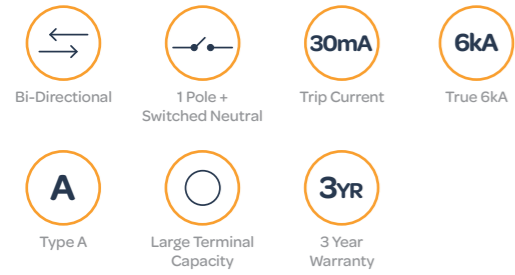 30mA
6kA
Bi-Directional
1 Pole +
Switched Neutral
Trip Current
True 6kA
A
3YR
Type A
Large Terminal
Capacity
3 Year
Warranty